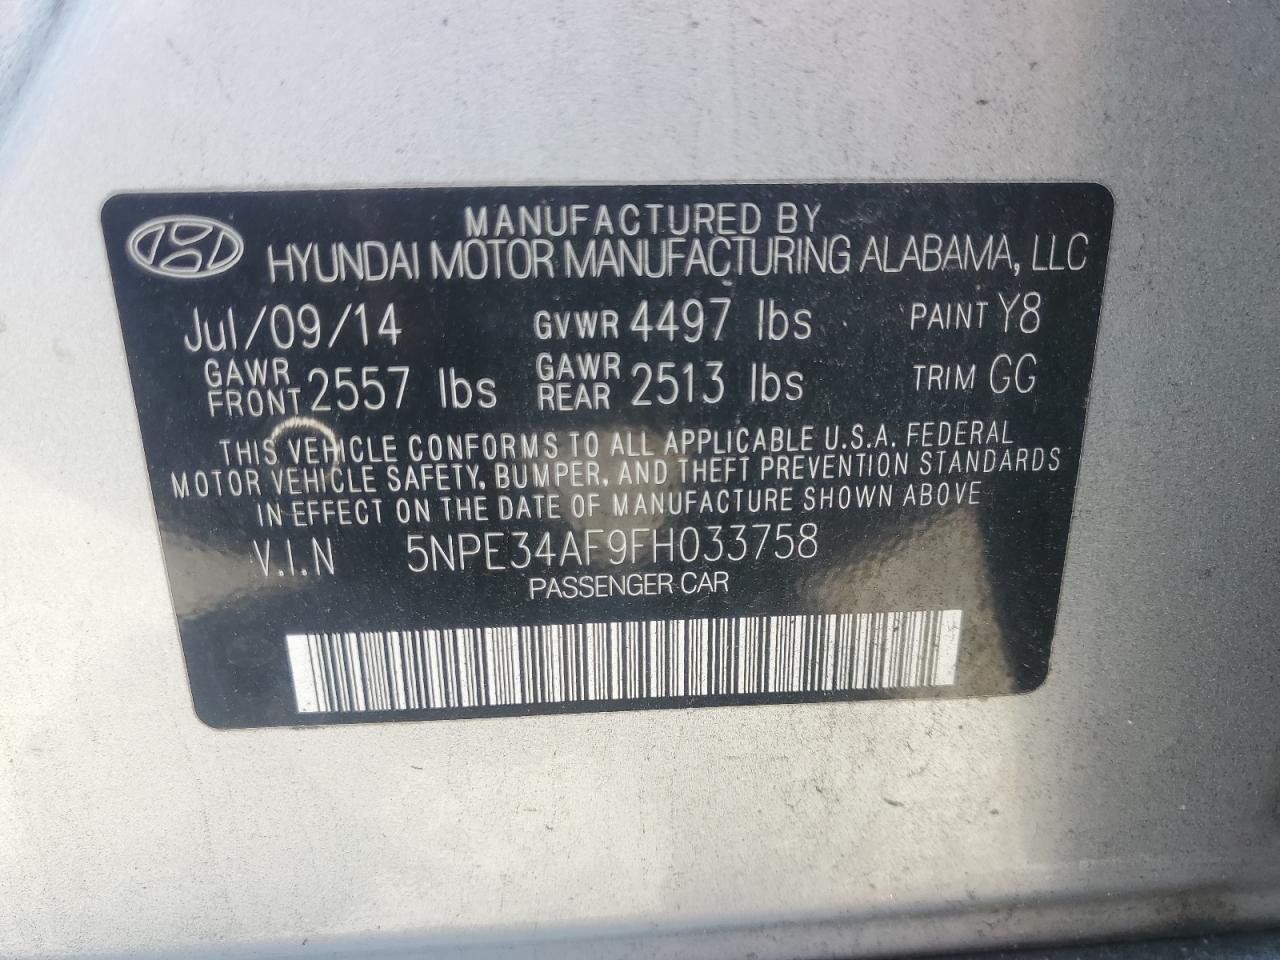 MANUFACTURED BY
HYUNDAI MOTOR MANUFACTURING ALABAMA, LLC
Jul/09/14 GVWR 4497 lbs PAINT Y8
GAWR FRONT 2557 lbs GAWR REAR 2513 lbs TRIM GG
THIS VEHICLE CONFORMS TO ALL APPLICABLE U.S.A. FEDERAL
MOTOR VEHICLE SAFETY, BUMPER, AND THEFT PREVENTION STANDARDS
IN EFFECT ON THE DATE OF MANUFACTURE SHOWN ABOVE
V.I.N 5NPE34AF9FH033758
PASSENGER CAR